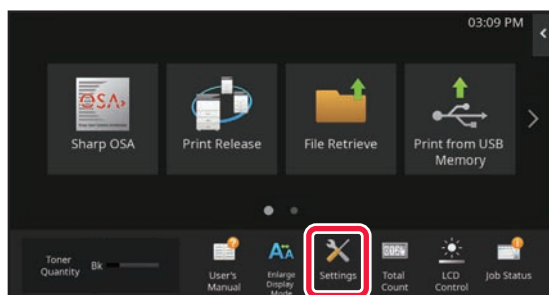 03:09 PM
OSA
Sharp OSA
Print Release
File Retrieve
Print from USB
Memory
Toner
Quantity
Bk
User's
Manual
Enlarge
Display
Mode
Settings
Total
Count
LCD
Control
Job Status